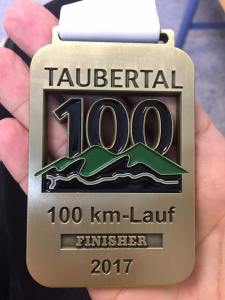 TAUBERTAL
100
100 km-Lauf
FINISHER
2017